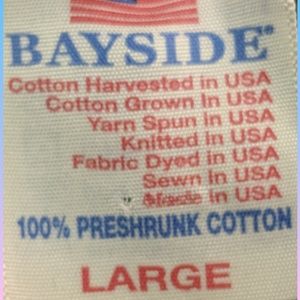 BAYSIDE®
Cotton Harvested in USA
Cotton Grown in USA
Yarn Spun in USA
Knitted in USA
Fabric Dyed in USA
Sewn in USA
in USA
100% PRESHRUNK COTTON
LARGE